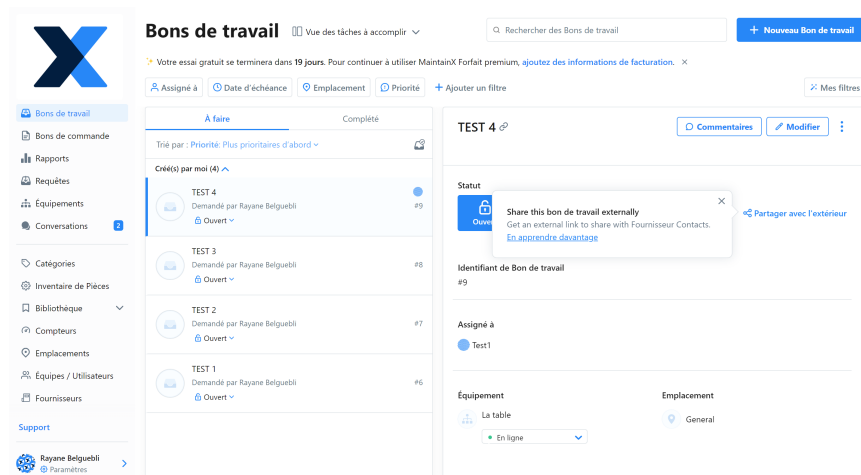 Bons de travail
Vue des tâches à accomplir
Rechercher des Bons de travail
+ Nouveau Bon de travail
Votre essai gratuit se terminera dans 19 jours. Pour continuer à utiliser MaintainX Forfait premium, ajoutez des informations de facturation. ×
Assigné à
Date d'échéance
Emplacement
Priorité
+ Ajouter un filtre
Mes filtres
Bons de travail
Bons de commande
Rapports
Requêtes
Équipements
Conversations 2
Catégories
Inventaire de Pièces
Bibliothèque
Compteurs
Emplacements
Équipes / Utilisateurs
Fournisseurs
Support
Rayane Belguebli
Paramètres
À faire
Complété
Trié par : Priorité: Plus prioritaires d'abord
Créé(s) par moi (4)
TEST 4
Demandé par Rayane Belguebli #9
Ouvert
TEST 3
Demandé par Rayane Belguebli #8
Ouvert
TEST 2
Demandé par Rayane Belguebli #7
Ouvert
TEST 1
Demandé par Rayane Belguebli #6
Ouvert
TEST 4
Commentaires
Modifier
Statut
Ouver
Share this bon de travail externally
Get an external link to share with Fournisseur Contacts.
En apprendre davantage
Partager avec l'extérieur
Identifiant de Bon de travail
#9
Assigné à
Test1
Équipement
La table
En ligne
Emplacement
General